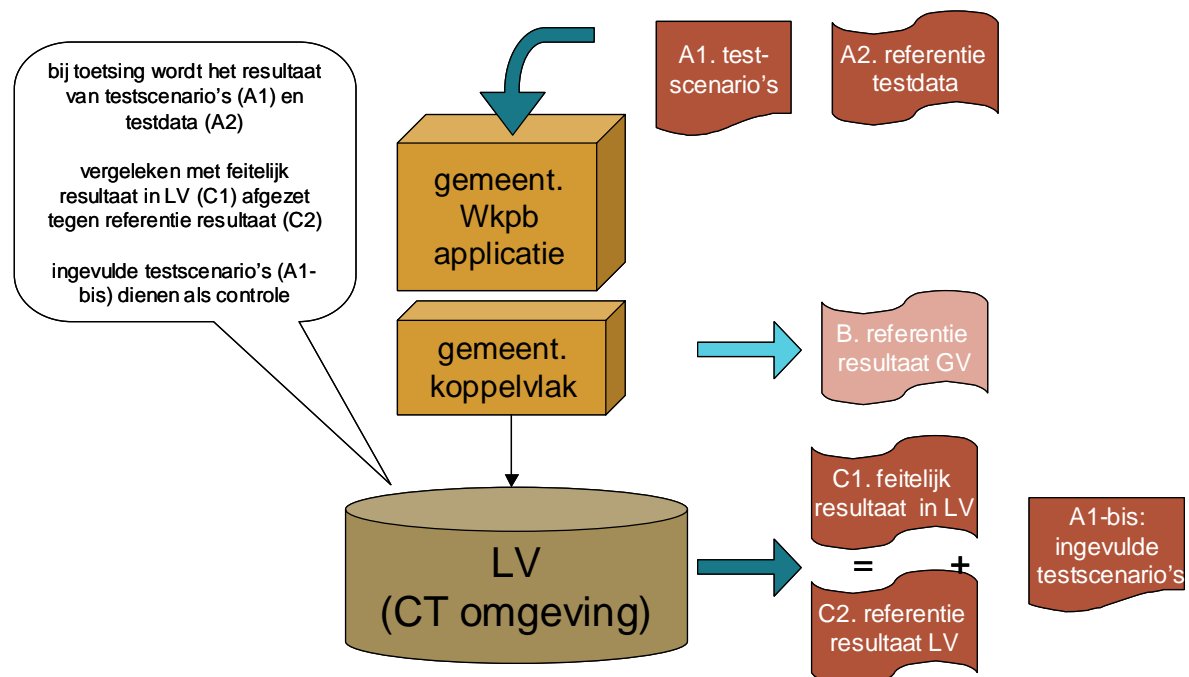 bij toetsing wordt het resultaat
van testscenario's (A1) en
testdata (A2)
vergeleken met feitelijk
resultaat in LV (C1) afgezet
tegen referentie resultaat (C2)
ingevulde testscenario's (A1-
bis) dienen als controle
A1. test-
scenario's
A2. referentie
testdata
gemeent.
Wkpb
applicatie
gemeent.
koppelvlak
B. referentie
resultaat GV
LV
(CT omgeving)
C1. feitelijk
resultaat in LV
= +
C2. referentie
resultaat LV
A1-bis:
ingevulde
testscenario's